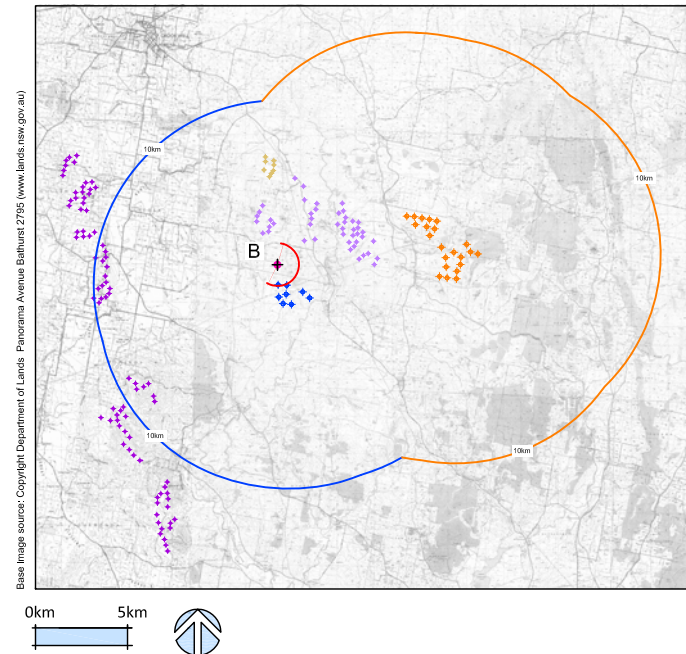 Base Image source: Copyright Department of Lands Panorama Avenue Bathurst 2795 (www.lands.nsw.gov.au)
10km
10km
B
10km
10km
0km 5km